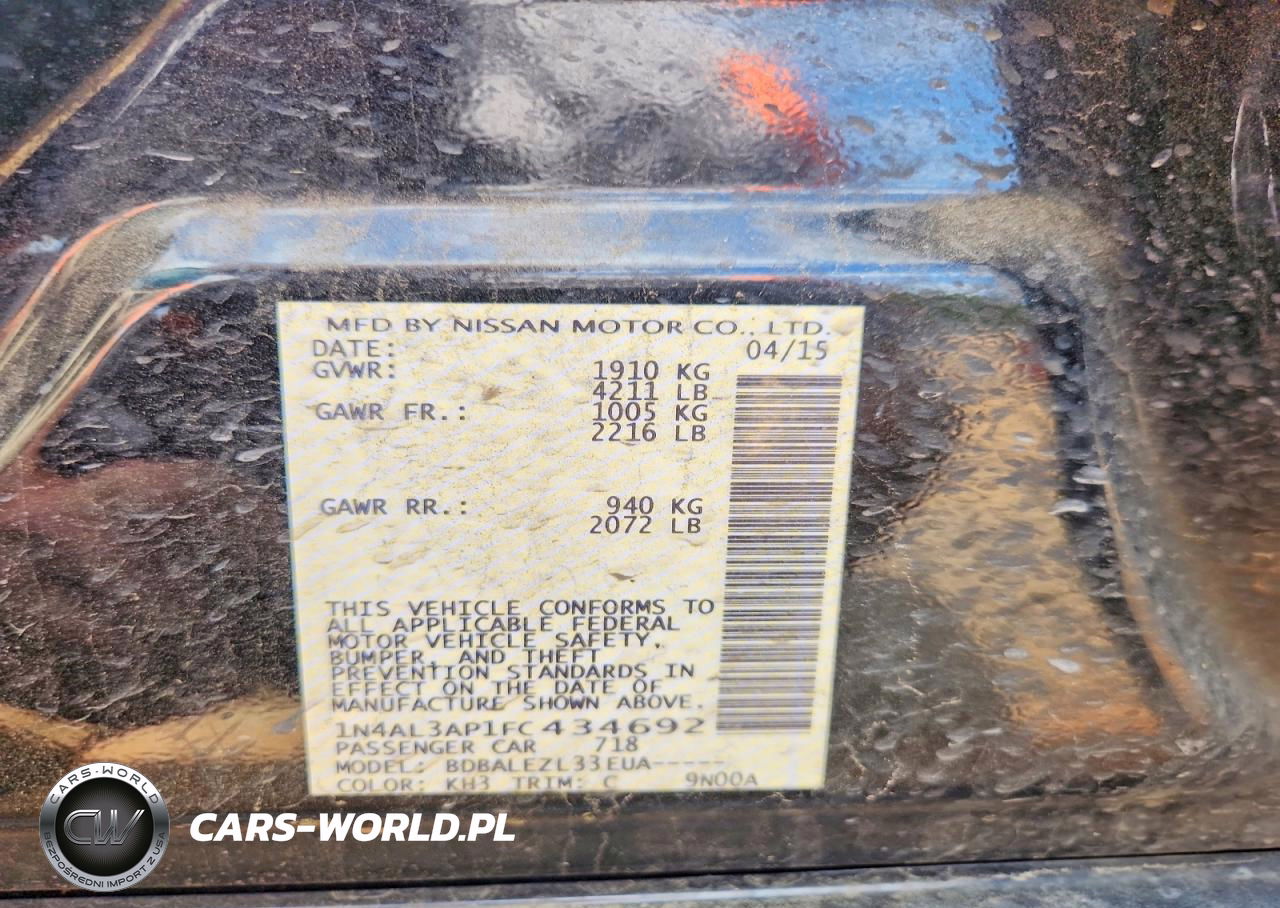 MFD BY NISSAN MOTOR CO., LTD.
DATE: 04/15
GVWR: 1910 KG
4211 LB
GAWR FR.: 1005 KG
2216 LB
GAWR RR.: 940 KG
2072 LB
THIS VEHICLE CONFORMS TO
ALL APPLICABLE FEDERAL
MOTOR VEHICLE SAFETY,
BUMPER, AND THEFT
PREVENTION STANDARDS IN
EFFECT ON THE DATE OF
MANUFACTURE SHOWN ABOVE.
1N4AL3AP1FC434692
PASSENGER CAR 718
MODEL: BDBALEZL33EUA-----
COLOR: KH3 TRIM: C 9N00A
CARS-WORLD
CW
BEZPOŚREDNI IMPORT Z USA
CARS-WORLD.PL